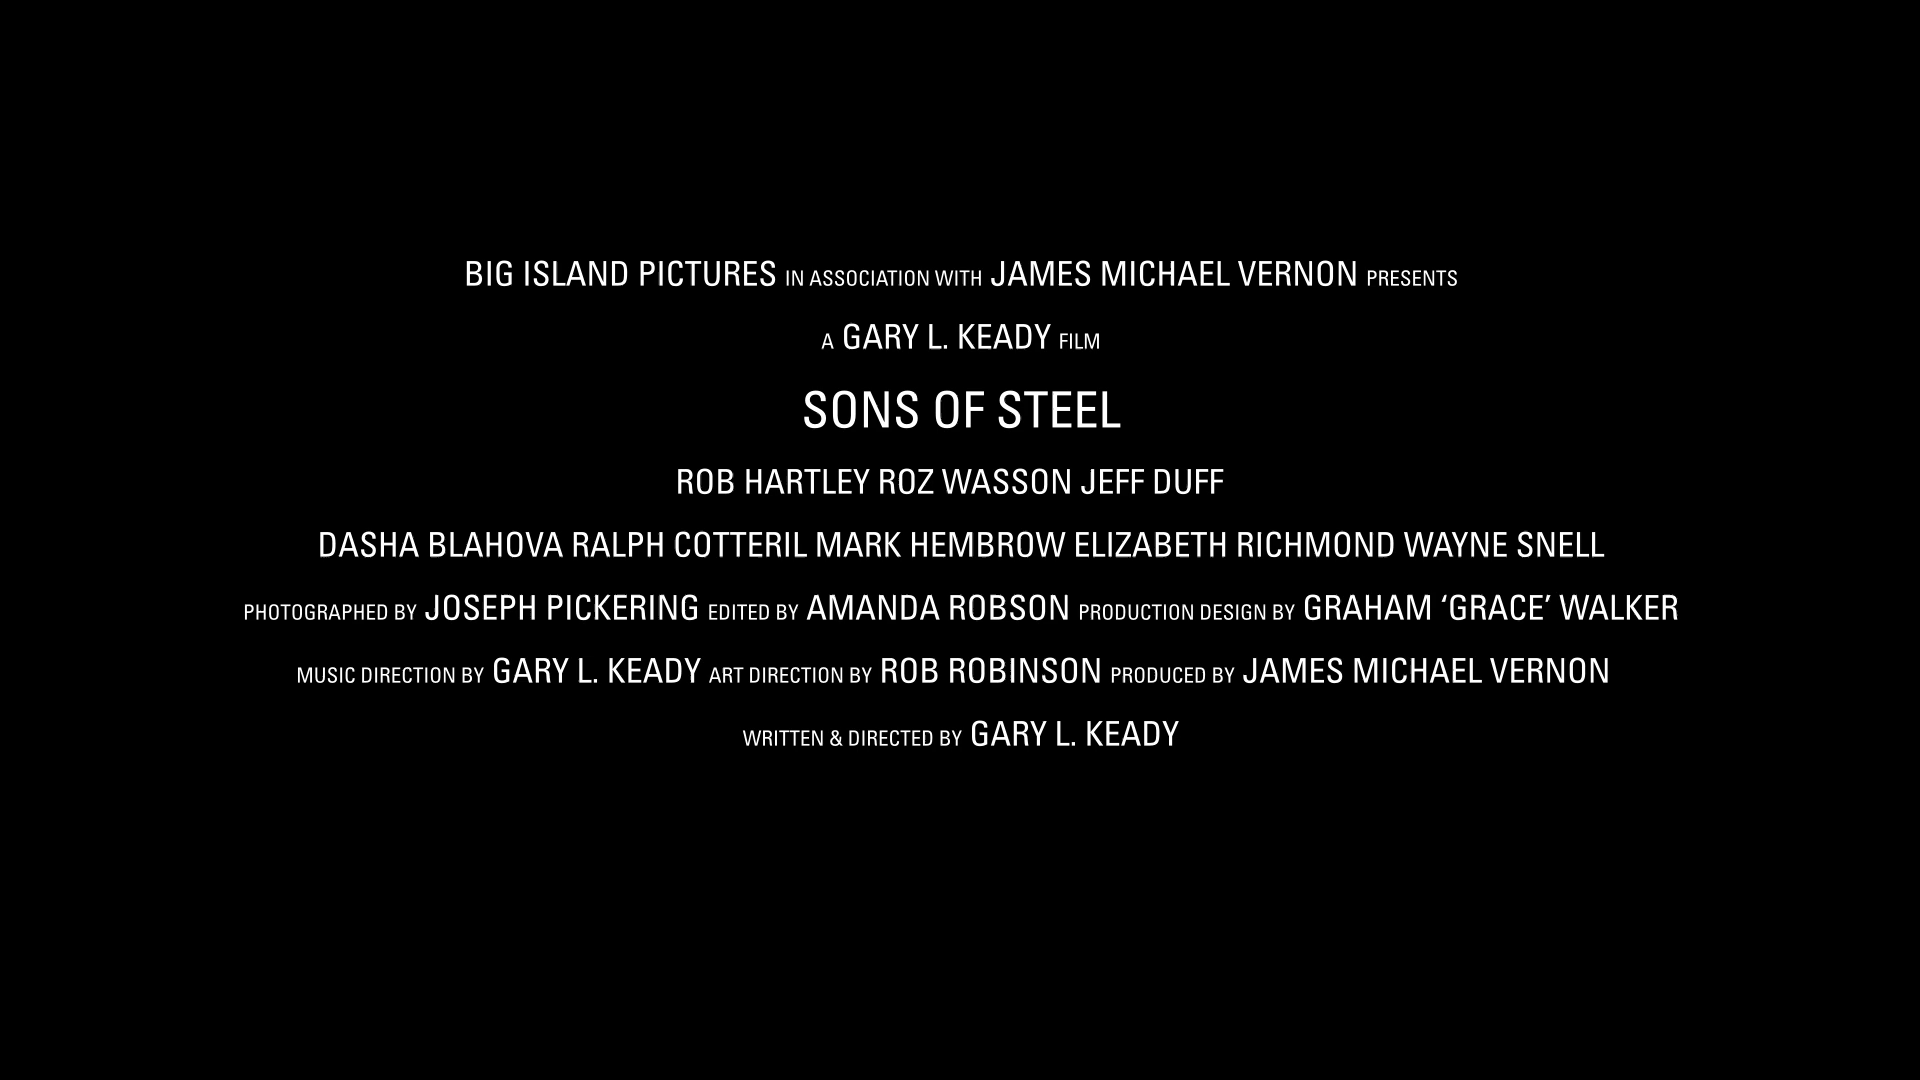 BIG ISLAND PICTURES IN ASSOCIATION WITH JAMES MICHAEL VERNON PRESENTS
A GARY L. KEADY FILM
SONS OF STEEL
ROB HARTLEY ROZ WASSON JEFF DUFF
DASHA BLAHOVA RALPH COTTERIL MARK HEMBROW ELIZABETH RICHMOND WAYNE SNELL
PHOTOGRAPHED BY JOSEPH PICKERING EDITED BY AMANDA ROBSON PRODUCTION DESIGN BY GRAHAM ‘GRACE’ WALKER
MUSIC DIRECTION BY GARY L. KEADY ART DIRECTION BY ROB ROBINSON PRODUCED BY JAMES MICHAEL VERNON
WRITTEN & DIRECTED BY GARY L. KEADY